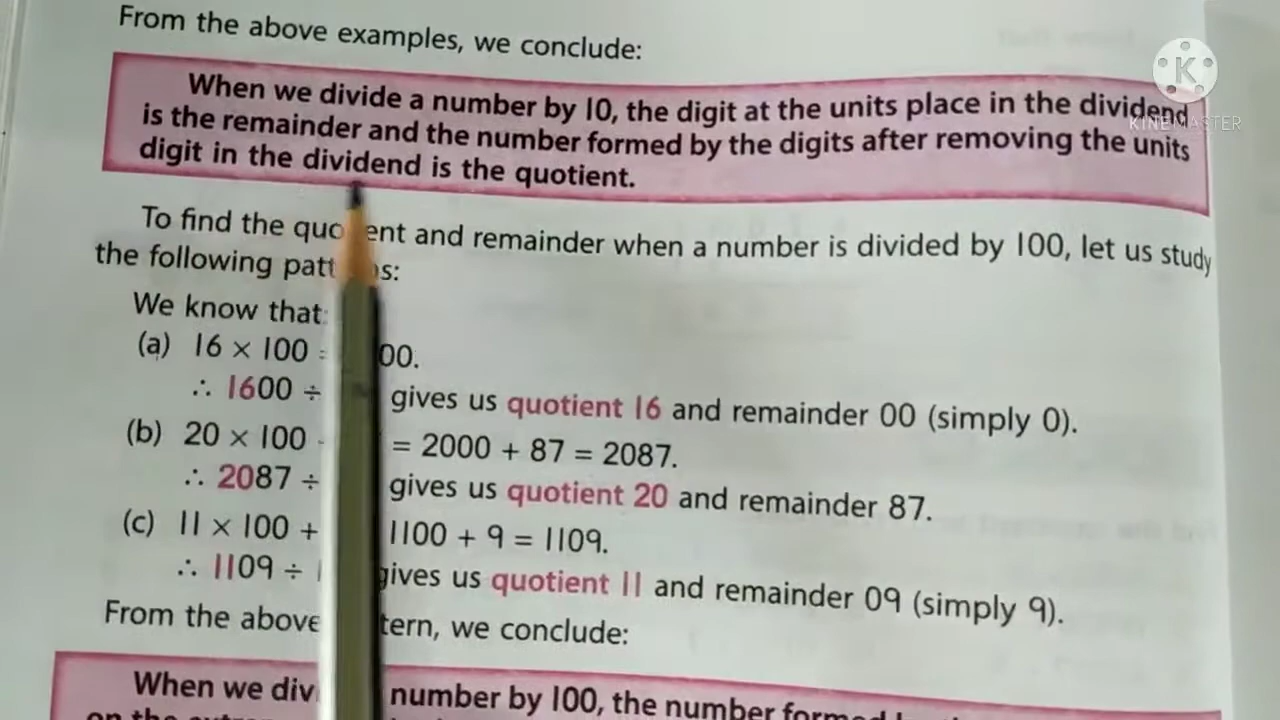 From the above examples, we conclude:
When we divide a number by 10, the digit at the units place in the dividend
is the remainder and the number formed by the digits after removing the units
digit in the dividend is the quotient.
To find the quo ent and remainder when a number is divided by 100, let us study
the following patt s:
We know that:
(a) 16 × 100 = 00.
∴ 1600 ÷ gives us quotient 16 and remainder 00 (simply 0).
(b) 20 × 100 = 2000 + 87 = 2087.
∴ 2087 ÷ gives us quotient 20 and remainder 87.
(c) 11 × 100 + 1100 + 9 = 1109.
∴ 1109 ÷ gives us quotient 11 and remainder 09 (simply 9).
From the above tern, we conclude:
When we div number by 100, the number formed
on the
K
KINEMASTER